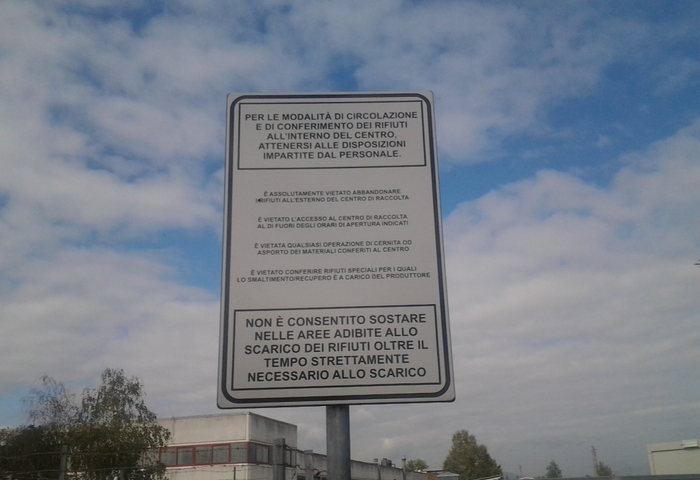 PER LE MODALITÀ DI CIRCOLAZIONE
E DI CONFERIMENTO DEI RIFIUTI
ALL'INTERNO DEL CENTRO,
ATTENERSI ALLE DISPOSIZIONI
IMPARTITE DAL PERSONALE.
È ASSOLUTAMENTE VIETATO ABBANDONARE
I RIFIUTI ALL'ESTERNO DEL CENTRO DI RACCOLTA
È VIETATO L'ACCESSO AL CENTRO DI RACCOLTA
AL DI FUORI DEGLI ORARI DI APERTURA INDICATI
È VIETATA QUALSIASI OPERAZIONE DI CERNITA OD
ASPORTO DEI MATERIALI CONFERITI AL CENTRO
È VIETATO CONFERIRE RIFIUTI SPECIALI PER I QUALI
LO SMALTIMENTO/RECUPERO È A CARICO DEL PRODUTTORE
NON È CONSENTITO SOSTARE
NELLE AREE ADIBITE ALLO
SCARICO DEI RIFIUTI OLTRE IL
TEMPO STRETTAMENTE
NECESSARIO ALLO SCARICO